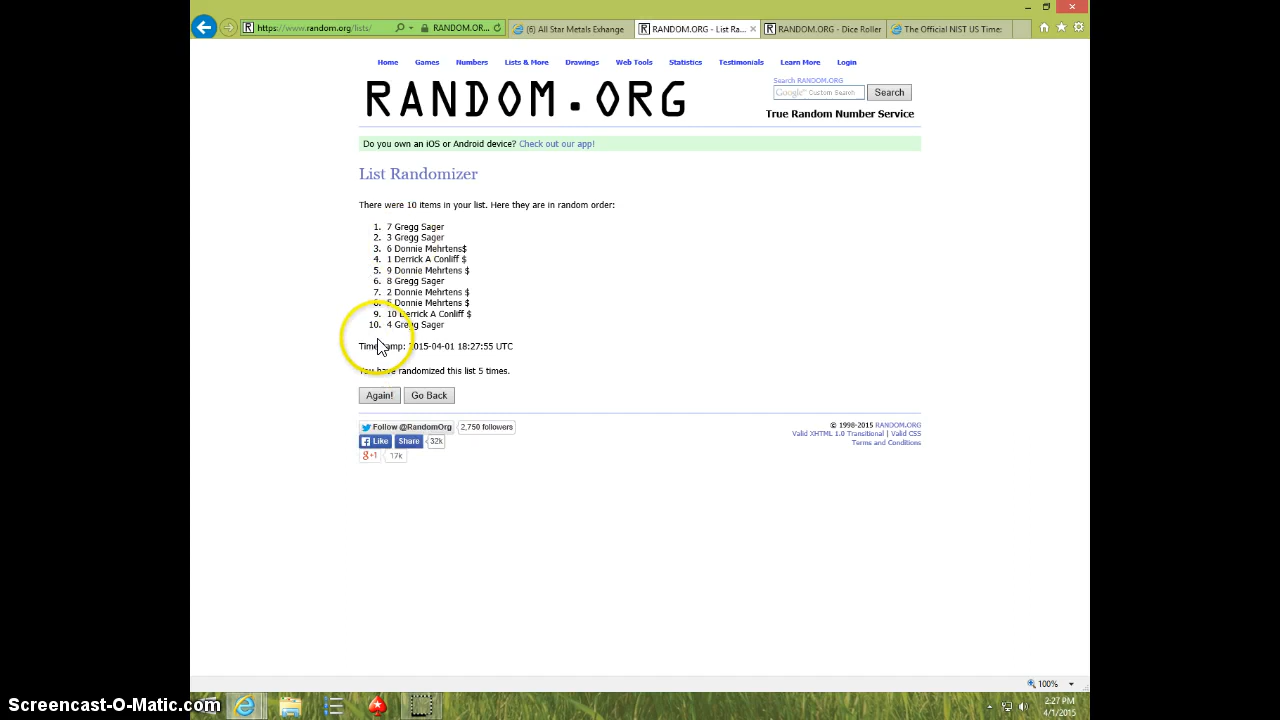 https://www.random.org/lists/
RANDOM.OR...
(6) All Star Metals Exhange
RANDOM.ORG - List Ra...
RANDOM.ORG - Dice Roller
The Official NIST US Time:
Home Games Numbers Lists & More Drawings Web Tools Statistics Testimonials Learn More Login
RANDOM.ORG
Search RANDOM.ORG
Google™ Custom Search
Search
True Random Number Service
Do you own an iOS or Android device? Check out our app!
List Randomizer
There were 10 items in your list. Here they are in random order:
1. 7 Gregg Sager
2. 3 Gregg Sager
3. 6 Donnie Mehrtens$
4. 1 Derrick A Conliff $
5. 9 Donnie Mehrtens $
6. 8 Gregg Sager
7. 2 Donnie Mehrtens $
8. 5 Donnie Mehrtens $
9. 10 Derrick A Conliff $
10. 4 Gregg Sager
Timestamp: 2015-04-01 18:27:55 UTC
You have randomized this list 5 times.
Again! Go Back
Follow @RandomOrg 2,750 followers
Like Share 32k
g+1 17k
© 1998-2015 RANDOM.ORG
Valid XHTML 1.0 Transitional | Valid CSS
Terms and Conditions
100%
2:27 PM
4/1/2015
Screencast-O-Matic.com